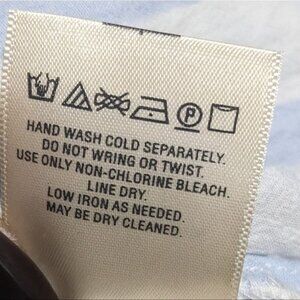 P
HAND WASH COLD SEPARATELY.
DO NOT WRING OR TWIST.
USE ONLY NON-CHLORINE BLEACH.
LINE DRY.
LOW IRON AS NEEDED.
MAY BE DRY CLEANED.